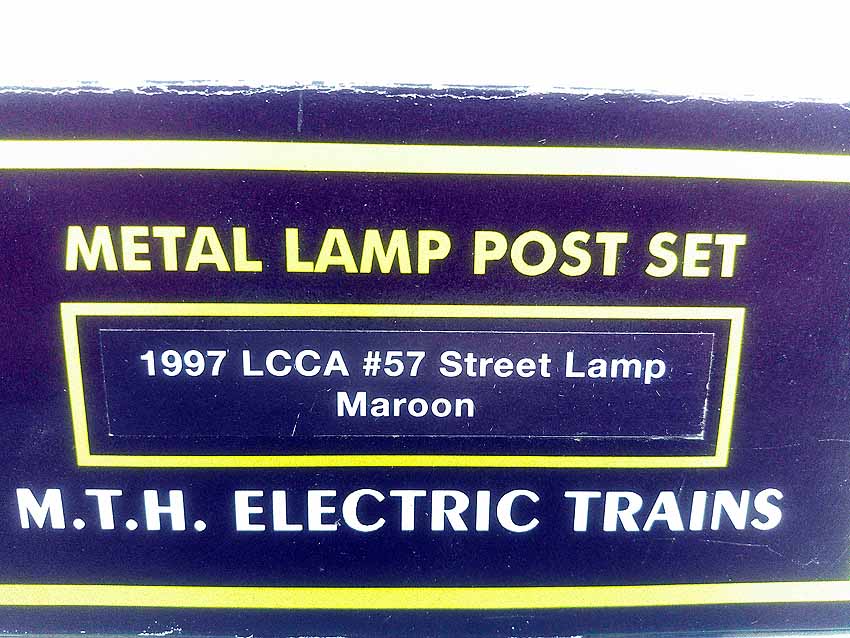 METAL LAMP POST SET
1997 LCCA #57 Street Lamp
Maroon
M.T.H. ELECTRIC TRAINS